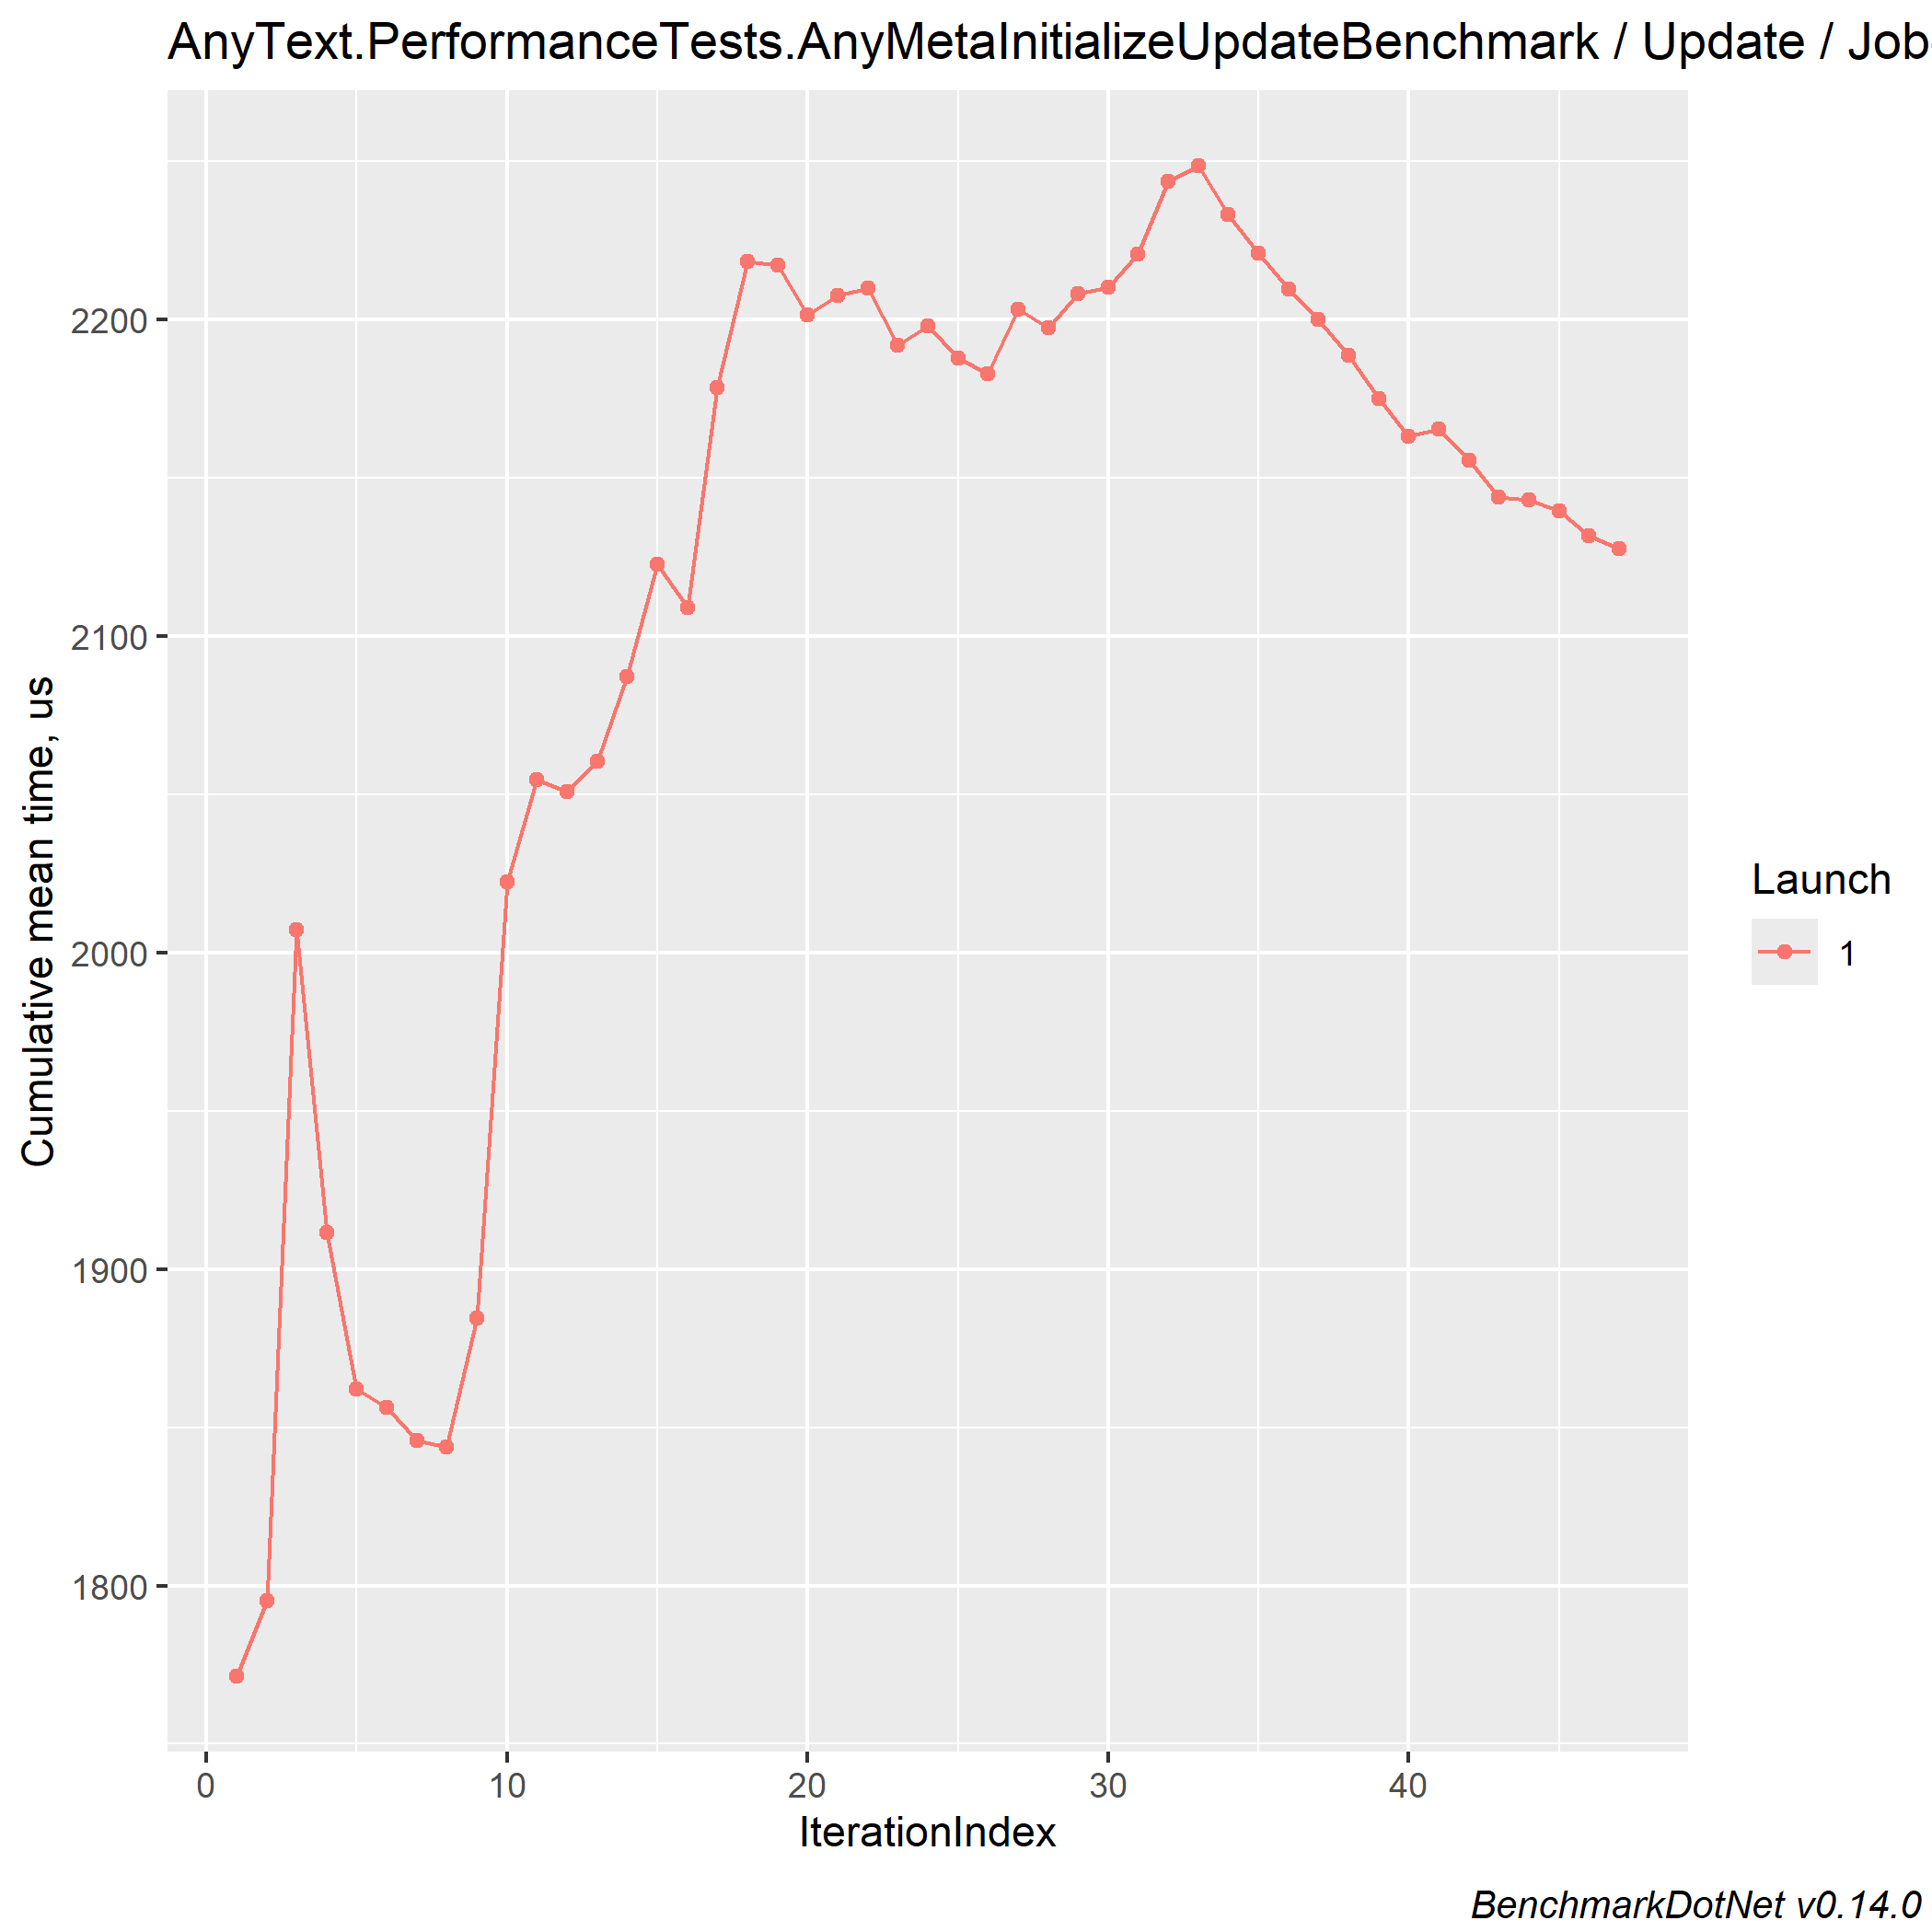 AnyText.PerformanceTests.AnyMetaInitializeUpdateBenchmark / Update / Job
2200
2100
2000
1900
1800
Cumulative mean time, us
0 10 20 30 40
IterationIndex
Launch
1
BenchmarkDotNet v0.14.0